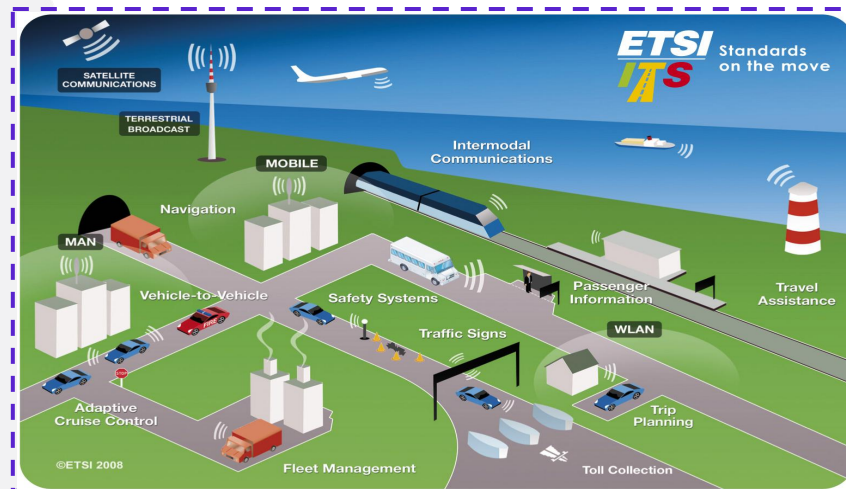 ETSI
ITS
Standards
on the move
SATELLITE
COMMUNICATIONS
TERRESTRIAL
BROADCAST
Intermodal
Communications
MOBILE
Navigation
MAN
Vehicle-to-Vehicle
FIRE
Safety Systems
Passenger
Information
Travel
Assistance
Traffic Signs
WLAN
STOP
Adaptive
Cruise Control
Trip
Planning
©ETSI 2008
Fleet Management
Toll Collection